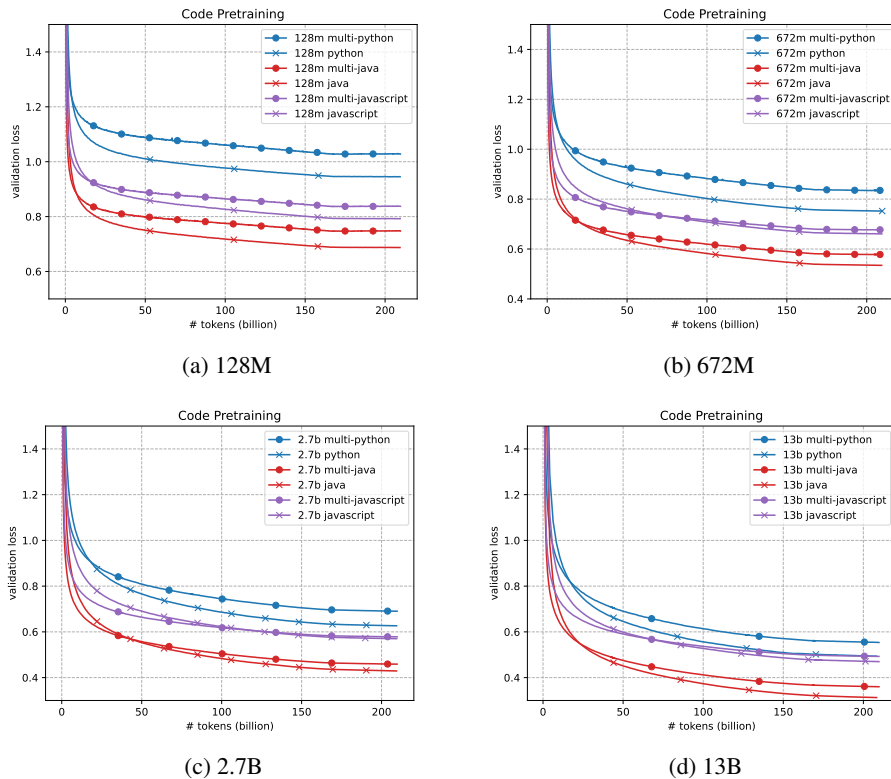 Code Pretraining
128m multi-python
128m python
128m multi-java
128m java
128m multi-javascript
128m javascript
1.4
1.2
1.0
0.8
0.6
validation loss
0 50 100 150 200
# tokens (billion)
(a) 128M
Code Pretraining
672m multi-python
672m python
672m multi-java
672m java
672m multi-javascript
672m javascript
1.4
1.2
1.0
0.8
0.6
0.4
validation loss
0 50 100 150 200
# tokens (billion)
(b) 672M
Code Pretraining
2.7b multi-python
2.7b python
2.7b multi-java
2.7b java
2.7b multi-javascript
2.7b javascript
1.4
1.2
1.0
0.8
0.6
0.4
validation loss
0 50 100 150 200
# tokens (billion)
(c) 2.7B
Code Pretraining
13b multi-python
13b python
13b multi-java
13b java
13b multi-javascript
13b javascript
1.4
1.2
1.0
0.8
0.6
0.4
validation loss
0 50 100 150 200
# tokens (billion)
(d) 13B